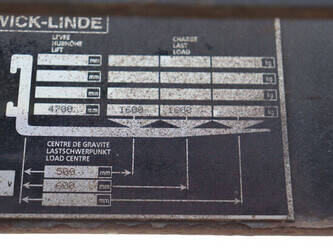 WICK-LINDE
LEVEE
HUBHÖHE
LIFT
CHARGE
LAST
LOAD
mm kg
mm kg
mm kg
4700 mm 1600 1600 kg
CENTRE DE GRAVITE
LASTSCHWERPUNKT
LOAD CENTRE
500 mm
600 mm
mm